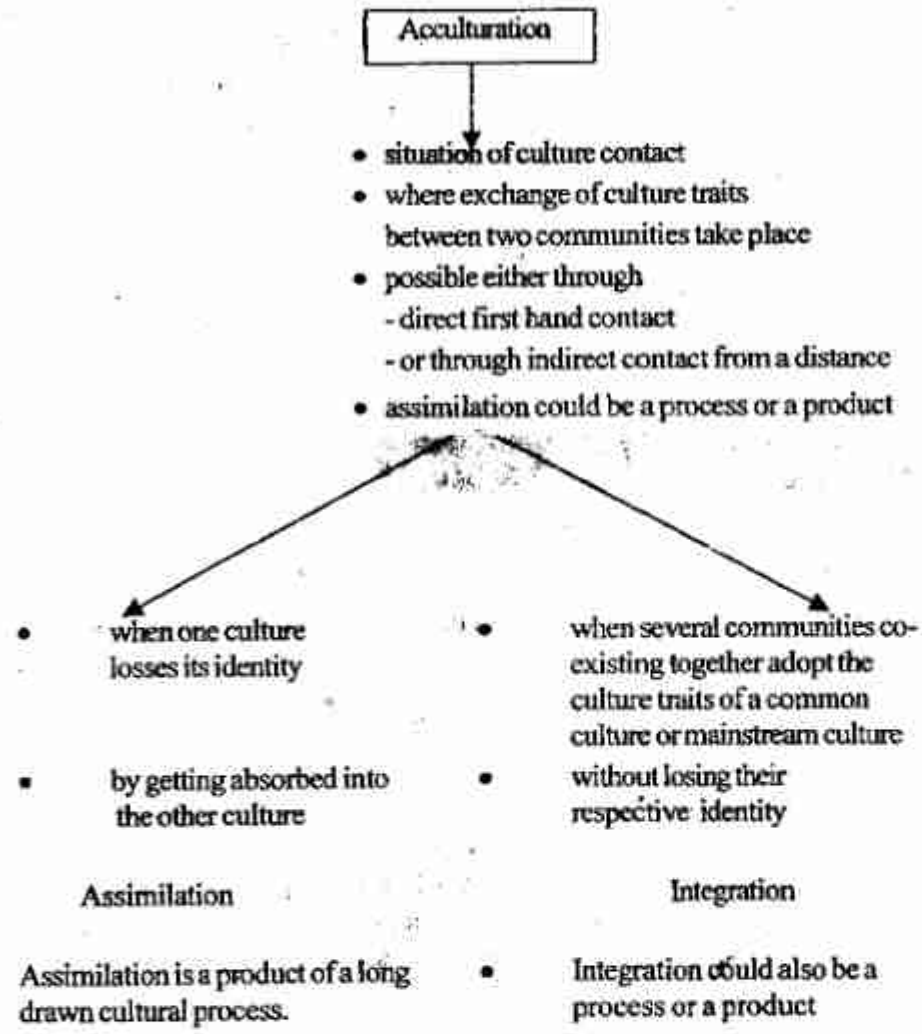 Acculturation
• situation of culture contact
• where exchange of culture traits
between two communities take place
• possible either through
- direct first hand contact
- or through indirect contact from a distance
• assimilation could be a process or a product
• when one culture
losses its identity
• by getting absorbed into
the other culture
Assimilation
Assimilation is a product of a long
drawn cultural process.
• when several communities co-
existing together adopt the
culture traits of a common
culture or mainstream culture
• without losing their
respective identity
Integration
• Integration could also be a
process or a product